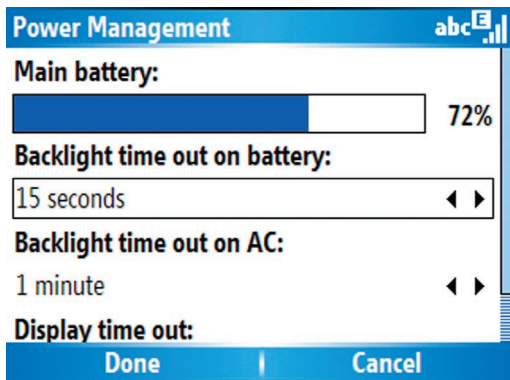 Power Management abc E
Main battery:
72%
Backlight time out on battery:
15 seconds
Backlight time out on AC:
1 minute
Display time out:
Done Cancel